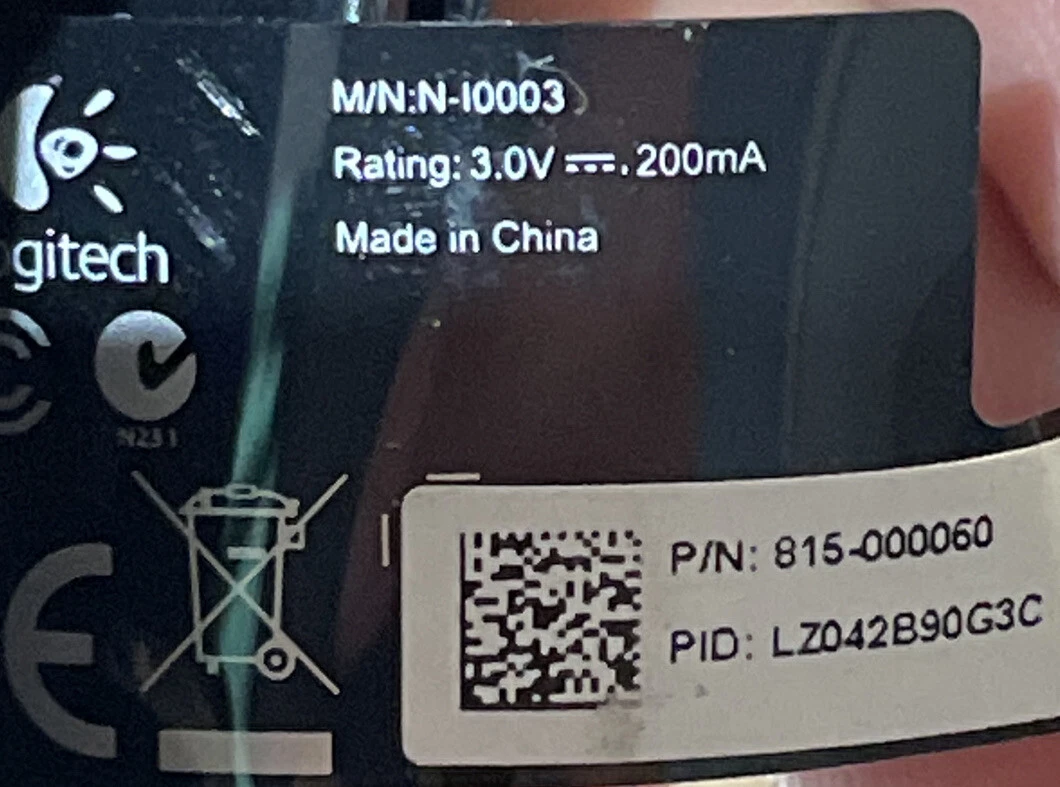 gitech
M/N:N-I0003
Rating: 3.0V ⎓. 200mA
Made in China
N231
P/N: 815-000060
PID: LZ042B90G3C